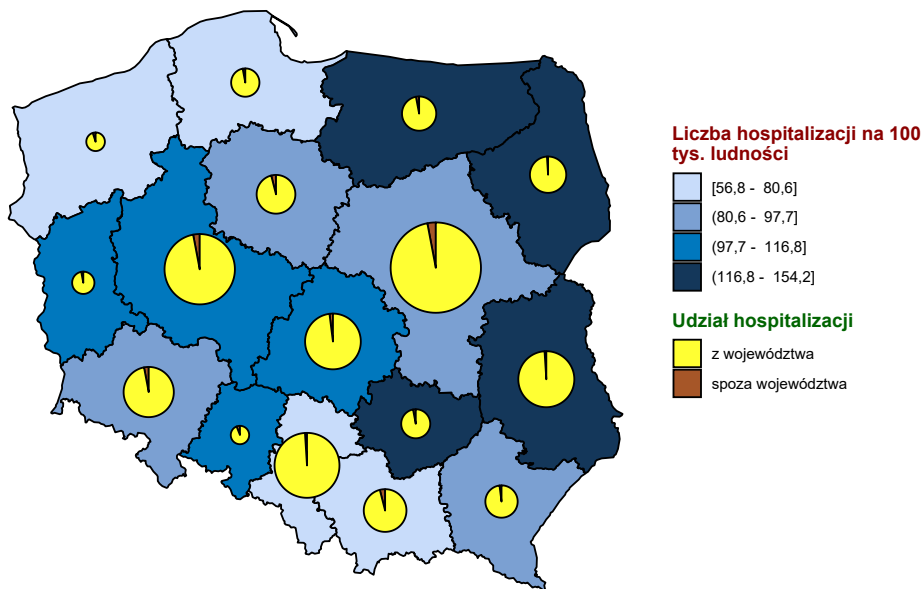 Liczba hospitalizacji na 100
tys. ludności
[56,8 - 80,6]
(80,6 - 97,7]
(97,7 - 116,8]
(116,8 - 154,2]
Udział hospitalizacji
z województwa
spoza województwa